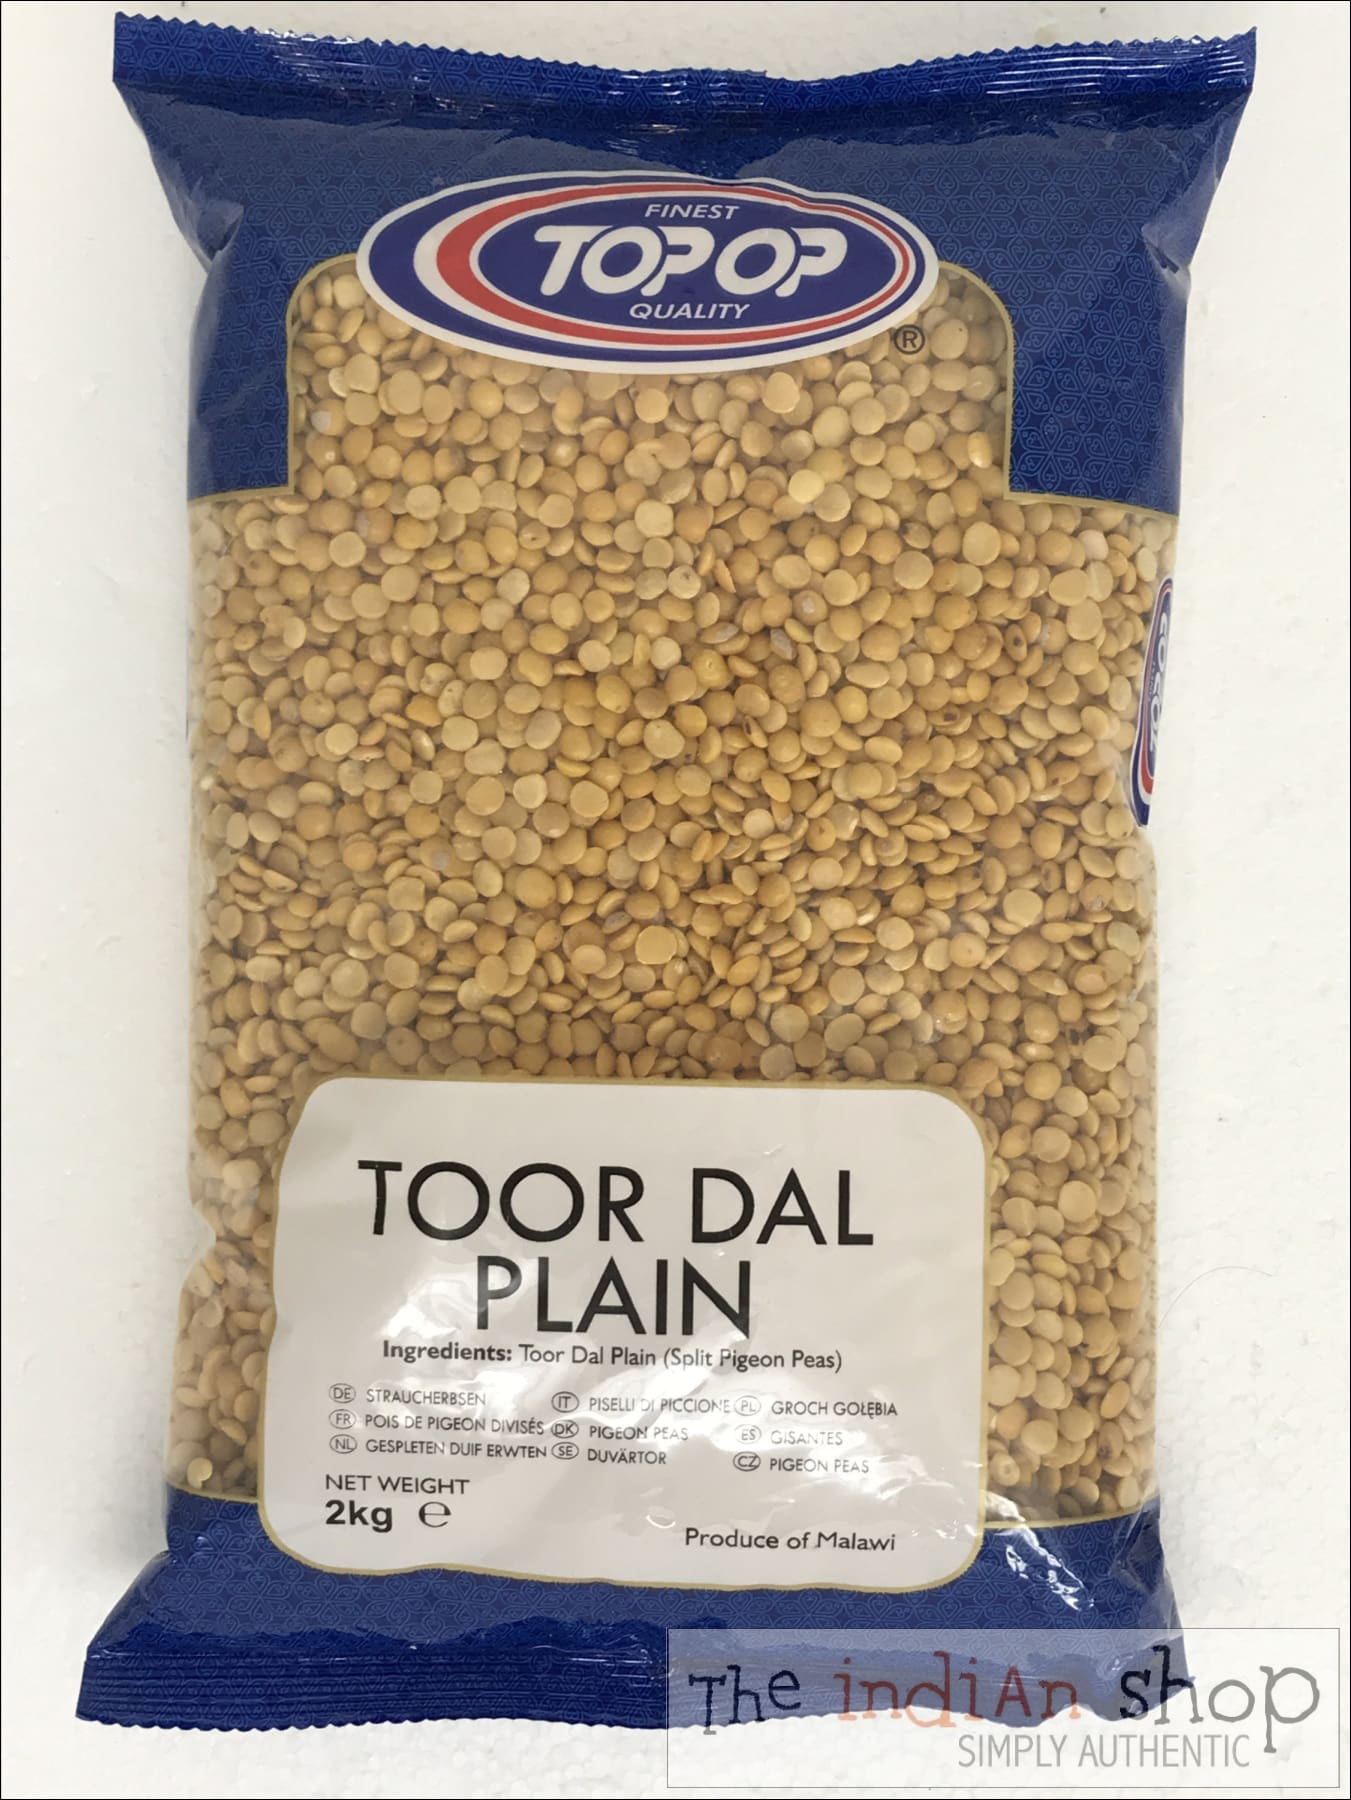 FINEST
TOPOP
QUALITY
®
TOOR DAL
PLAIN
Ingredients: Toor Dal Plain (Split Pigeon Peas)
DE STRAUCHERBSEN
FR POIS DE PIGEON DIVISÉS
NL GESPLETEN DUIF ERWTEN
IT PISELLI DI PICCIONE
DK PIGEON PEAS
SE DUVÄRTOR
PL GROCH GOŁĘBIA
ES GISANTES
CZ PIGEON PEAS
NET WEIGHT
2kg ℮
Produce of Malawi
The indiAn shop
SIMPLY AUTHENTIC